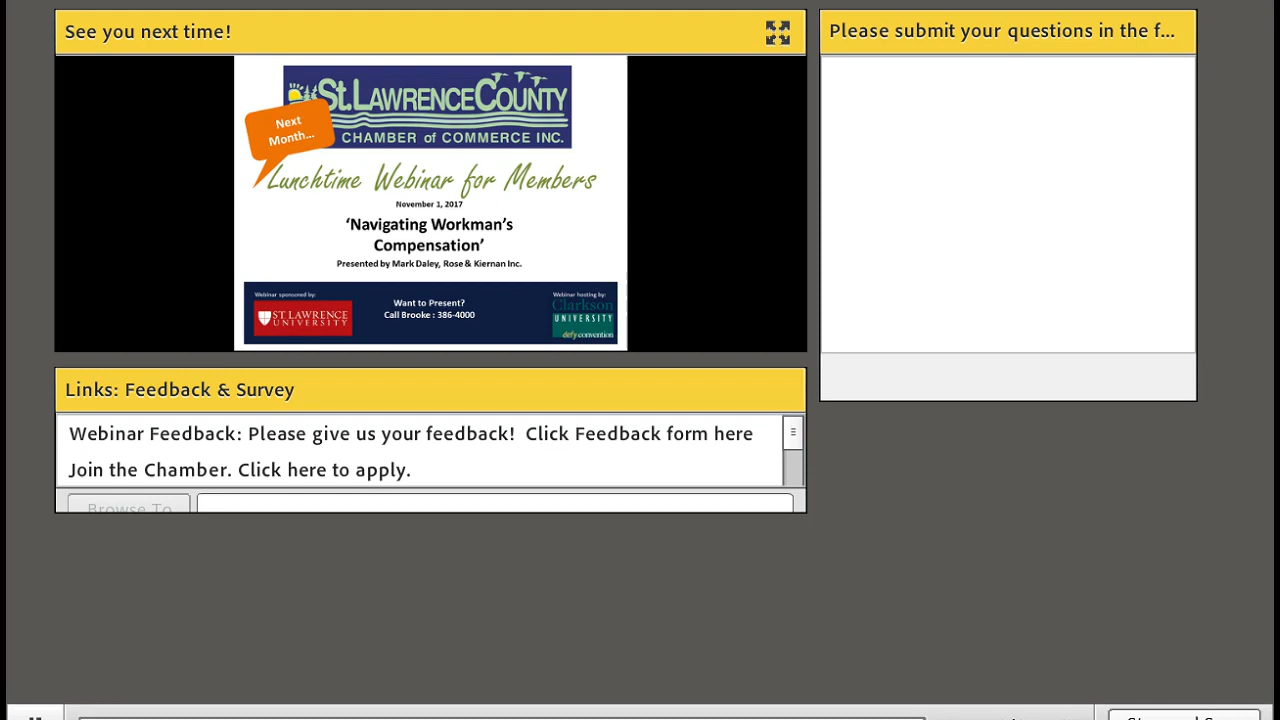 See you next time!
Please submit your questions in the f...
St. LawrenceCounty
CHAMBER of COMMERCE INC.
Next
Month...
Lunchtime Webinar for Members
November 1, 2017
‘Navigating Workman’s
Compensation’
Presented by Mark Daley, Rose & Kiernan Inc.
Webinar sponsored by:
ST. LAWRENCE
UNIVERSITY
Want to Present?
Call Brooke : 386-4000
Webinar hosting by:
Clarkson
UNIVERSITY
defy convention
Links: Feedback & Survey
Webinar Feedback: Please give us your feedback!  Click Feedback form here
Join the Chamber. Click here to apply.
Browse To